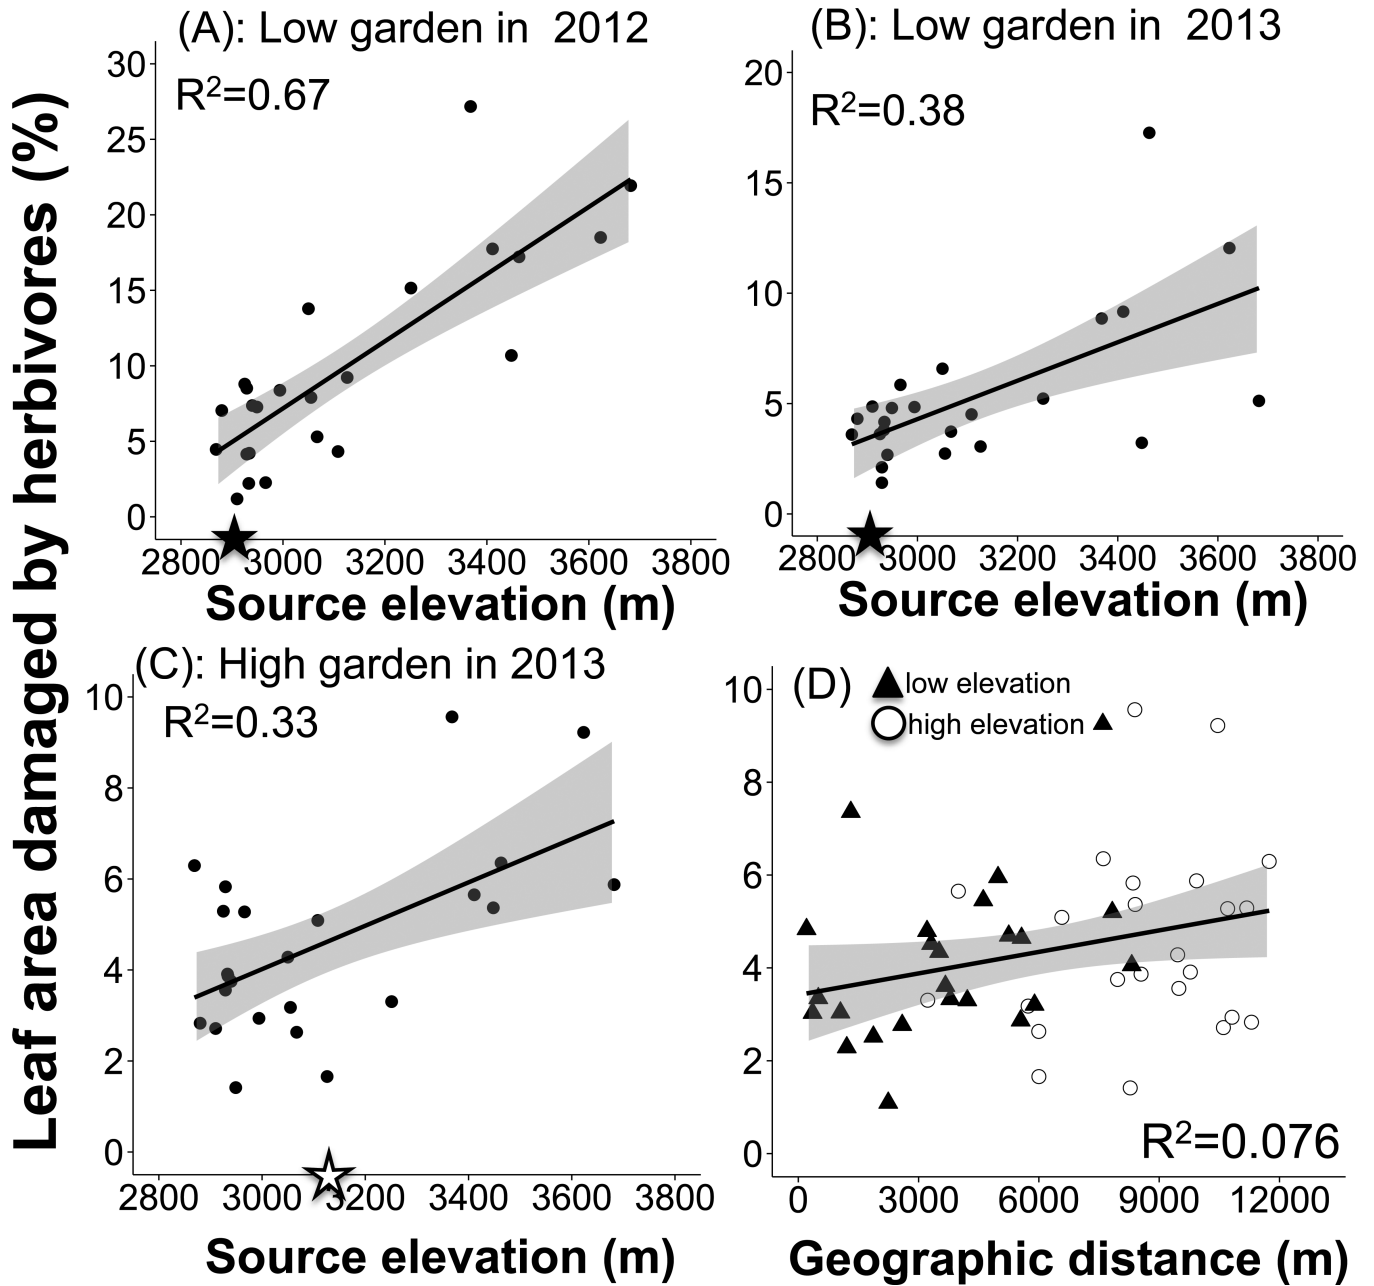 Leaf area damaged by herbivores (%)
(A): Low garden in 2012
R²=0.67
30
25
20
15
10
5
0
2800 3000 3200 3400 3600 3800
Source elevation (m)
(B): Low garden in 2013
R²=0.38
20
15
10
5
0
2800 3000 3200 3400 3600 3800
Source elevation (m)
(C): High garden in 2013
R²=0.33
10
8
6
4
2
0
2800 3000 3200 3400 3600 3800
Source elevation (m)
(D)
low elevation
high elevation
10
8
6
4
2
0
R²=0.076
0 3000 6000 9000 12000
Geographic distance (m)